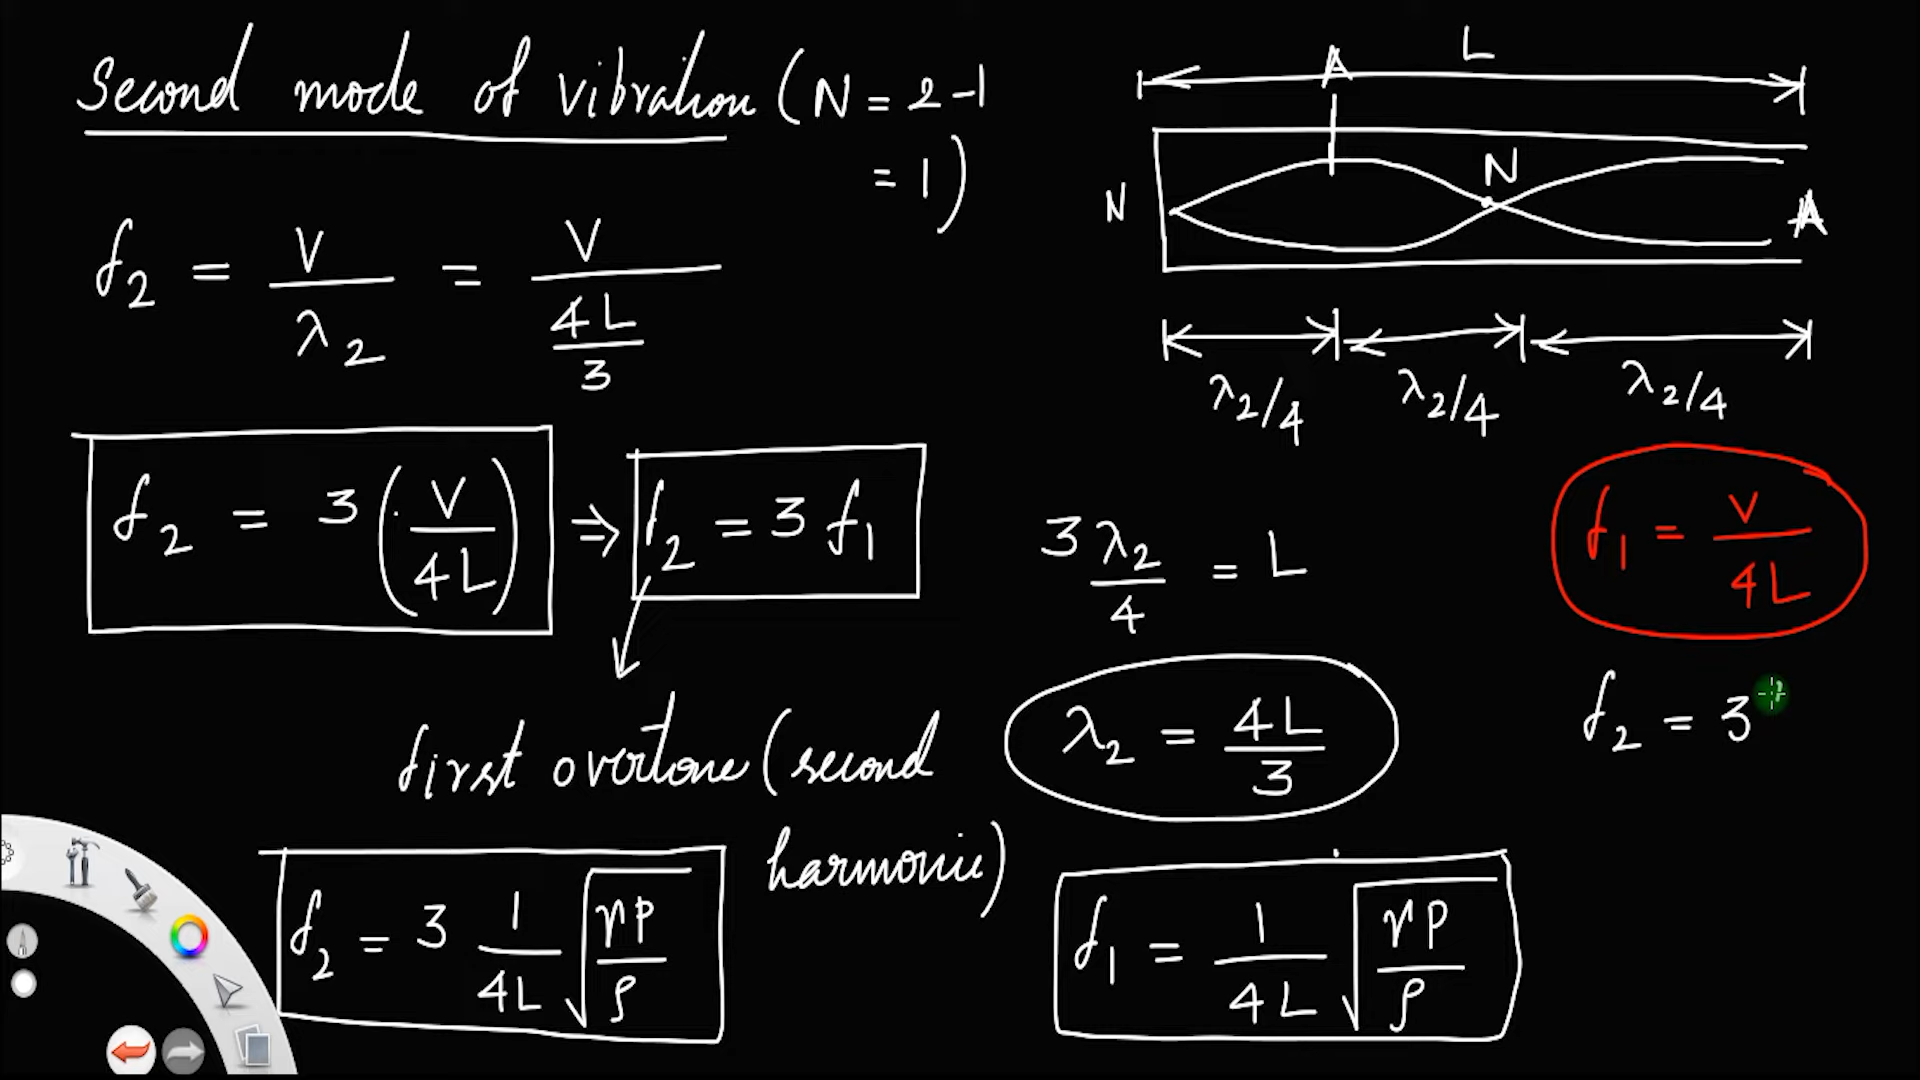 Second mode of vibration (N = 2-1
= 1)
f₂ = V/λ₂ = V/(4L/3)
f₂ = 3 (V/4L) ⇒ f₂ = 3 f₁
first overtone (second
harmonic)
f₂ = 3 1/4L √(γP/ρ)
L
A
N
N
A
λ₂/4 λ₂/4 λ₂/4
3λ₂/4 = L
λ₂ = 4L/3
f₁ = V/4L
f₂ = 3
f₁ = 1/4L √(γP/ρ)